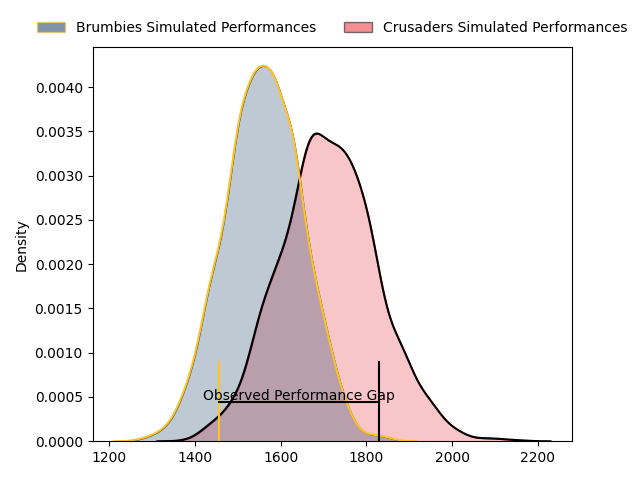 Brumbies Simulated Performances
Crusaders Simulated Performances
Density
0.0040
0.0035
0.0030
0.0025
0.0020
0.0015
0.0010
0.0005
0.0000
Observed Performance Gap
1200 1400 1600 1800 2000 2200